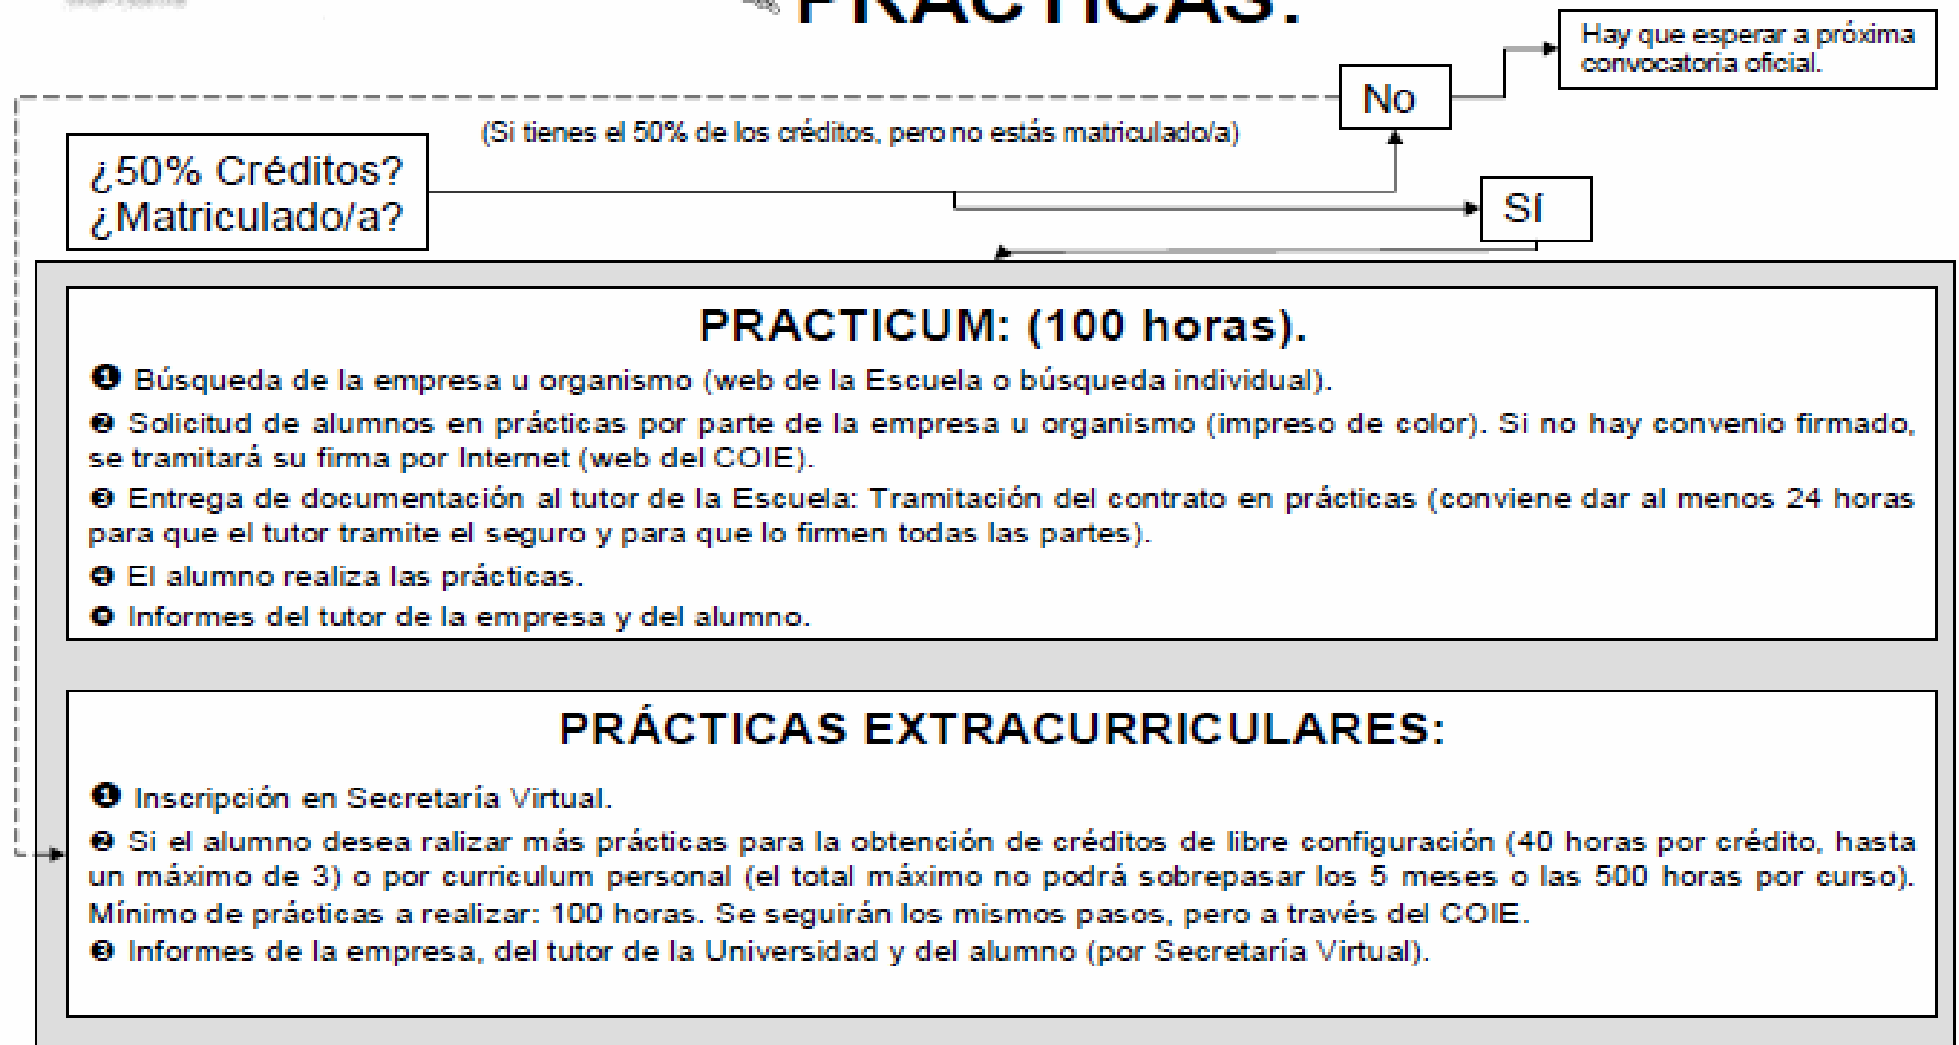 PRÁCTICAS:
Hay que esperar a próxima
convocatoria oficial.
No
(Si tienes el 50% de los créditos, pero no estás matriculado/a)
¿50% Créditos?
¿Matriculado/a?
Sí
PRACTICUM: (100 horas).
❶ Búsqueda de la empresa u organismo (web de la Escuela o búsqueda individual).
❷ Solicitud de alumnos en prácticas por parte de la empresa u organismo (impreso de color). Si no hay convenio firmado,
se tramitará su firma por Internet (web del COIE).
❸ Entrega de documentación al tutor de la Escuela: Tramitación del contrato en prácticas (conviene dar al menos 24 horas
para que el tutor tramite el seguro y para que lo firmen todas las partes).
❹ El alumno realiza las prácticas.
❺ Informes del tutor de la empresa y del alumno.
PRÁCTICAS EXTRACURRICULARES:
❶ Inscripción en Secretaría Virtual.
❷ Si el alumno desea ralizar más prácticas para la obtención de créditos de libre configuración (40 horas por crédito, hasta
un máximo de 3) o por curriculum personal (el total máximo no podrá sobrepasar los 5 meses o las 500 horas por curso).
Mínimo de prácticas a realizar: 100 horas. Se seguirán los mismos pasos, pero a través del COIE.
❸ Informes de la empresa, del tutor de la Universidad y del alumno (por Secretaría Virtual).